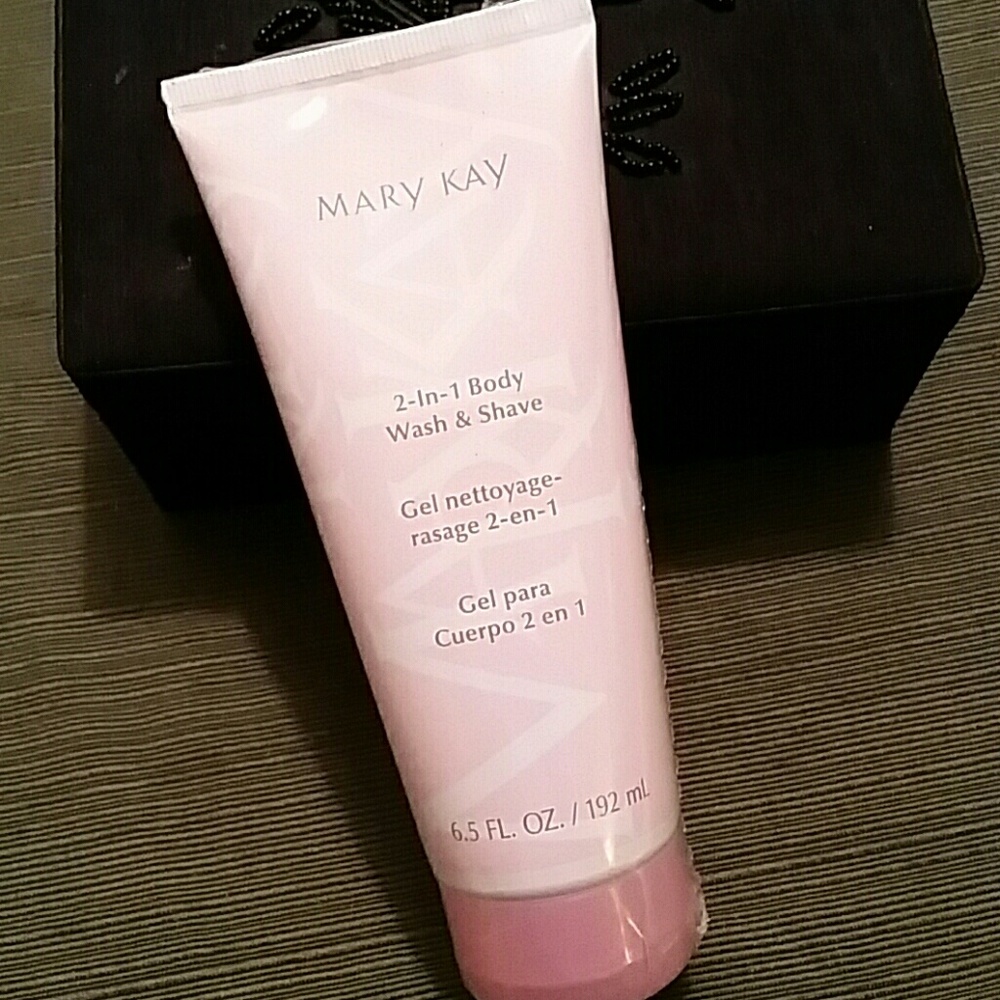 MARY KAY
2-In-1 Body
Wash & Shave
Gel nettoyage-
rasage 2-en-1
Gel para
Cuerpo 2 en 1
6.5 FL. OZ. / 192 mL